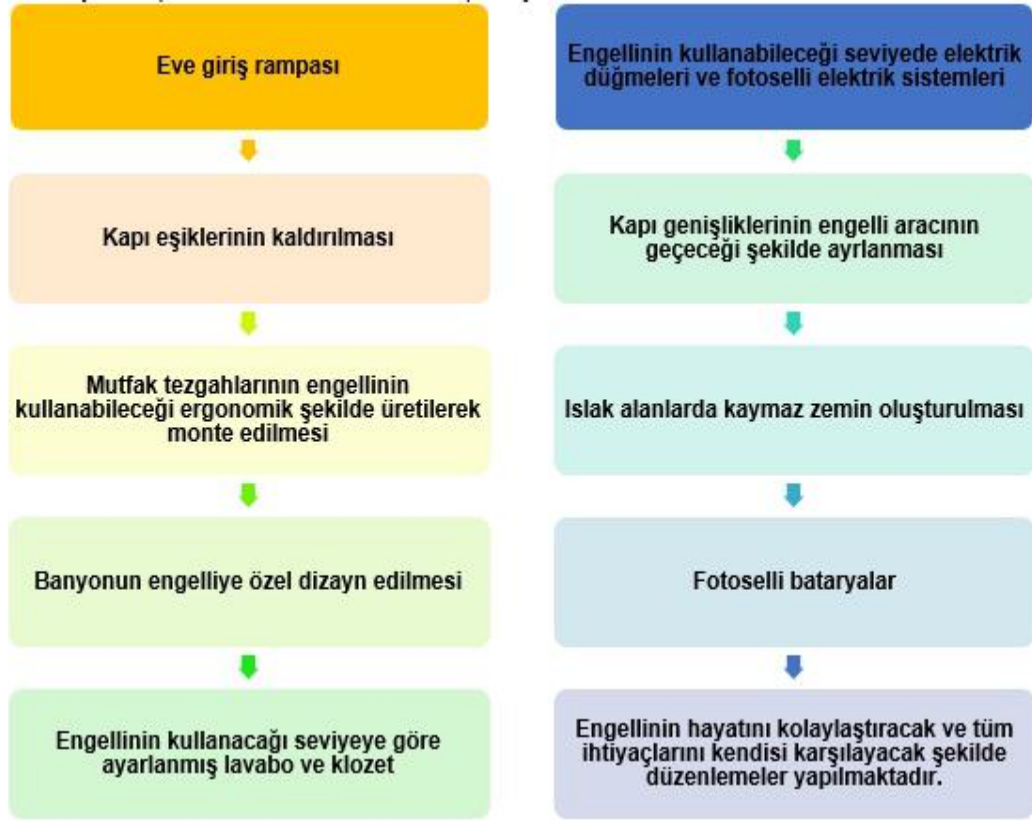 Eve giriş rampası
Kapı eşiklerinin kaldırılması
Mutfak tezgahlarının engellinin
kullanabileceği ergonomik şekilde üretilerek
monte edilmesi
Banyonun engelliye özel dizayn edilmesi
Engellinin kullanacağı seviyeye göre
ayarlanmış lavabo ve klozet
Engellinin kullanabileceği seviyede elektrik
düğmeleri ve fotoselli elektrik sistemleri
Kapı genişliklerinin engelli aracının
geçeceği şekilde ayrlanması
Islak alanlarda kaymaz zemin oluşturulması
Fotoselli bataryalar
Engellinin hayatını kolaylaştıracak ve tüm
ihtiyaçlarını kendisi karşılayacak şekilde
düzenlemeler yapılmaktadır.